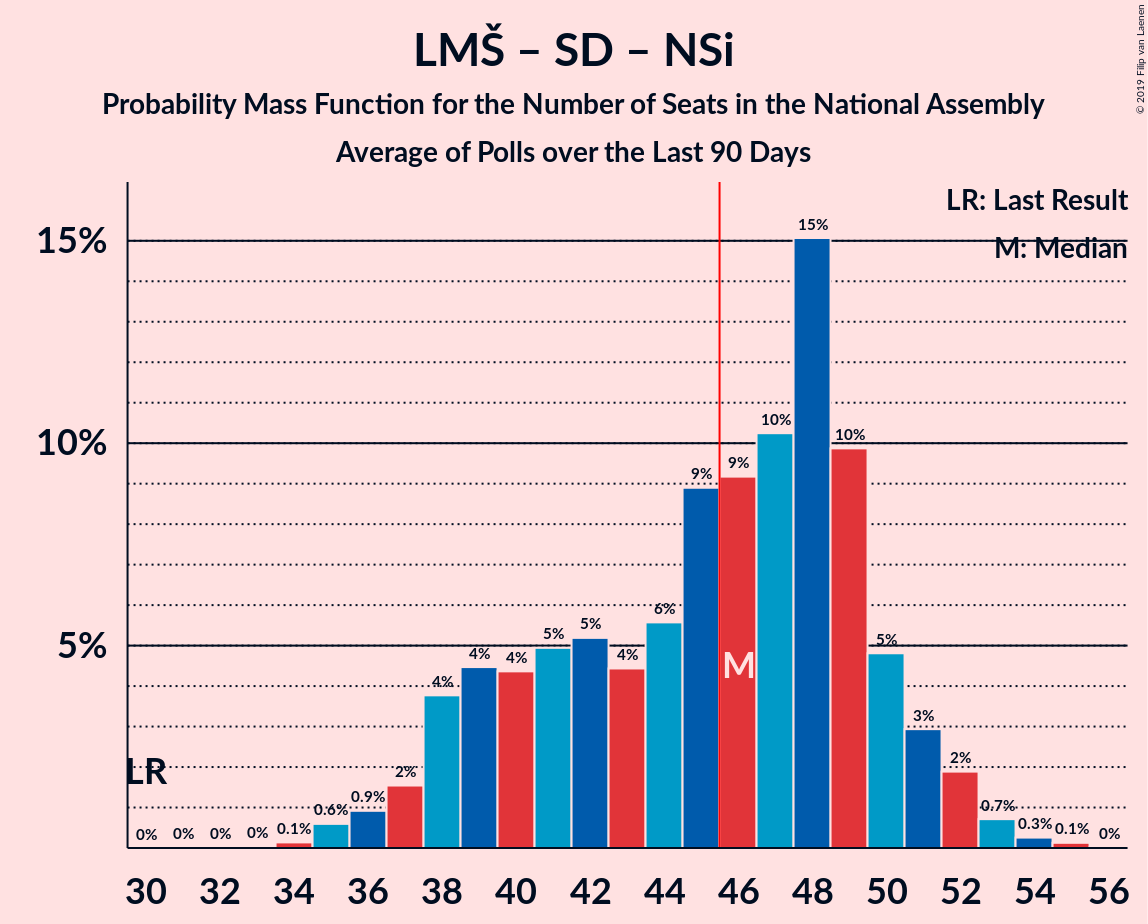 LMŠ – SD – NSi
Probability Mass Function for the Number of Seats in the National Assembly
Average of Polls over the Last 90 Days
© 2019 Filip van Laenen
LR: Last Result
M: Median
15%
10%
5%
0% 0% 0% 0% 0.1% 0.6% 0.9% 2% 4% 4% 4% 5% 5% 4% 6% 9% 9% 10% 15% 10% 5% 3% 2% 0.7% 0.3% 0.1% 0%
LR
M
30 32 34 36 38 40 42 44 46 48 50 52 54 56